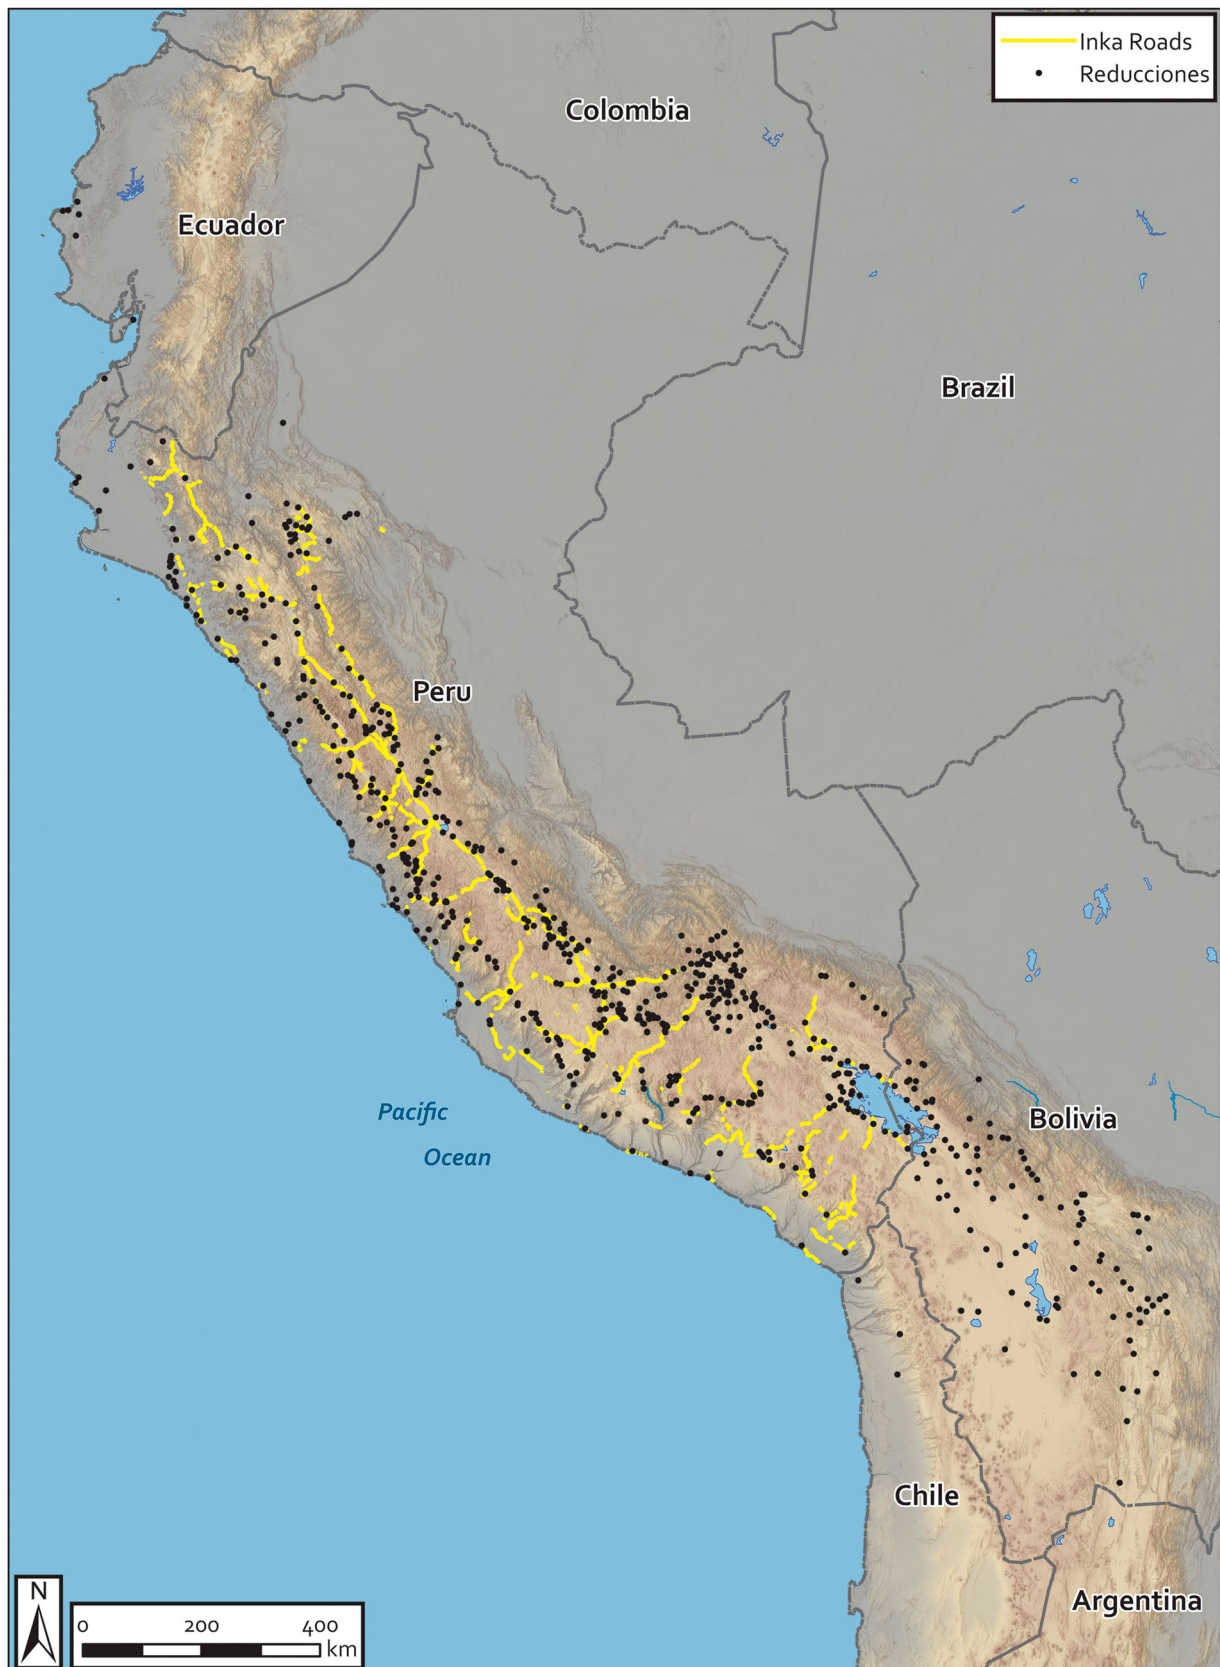 Inka Roads
Reducciones
Colombia
Ecuador
Brazil
Peru
Pacific
Ocean
Bolivia
Chile
Argentina
N
0 200 400
km